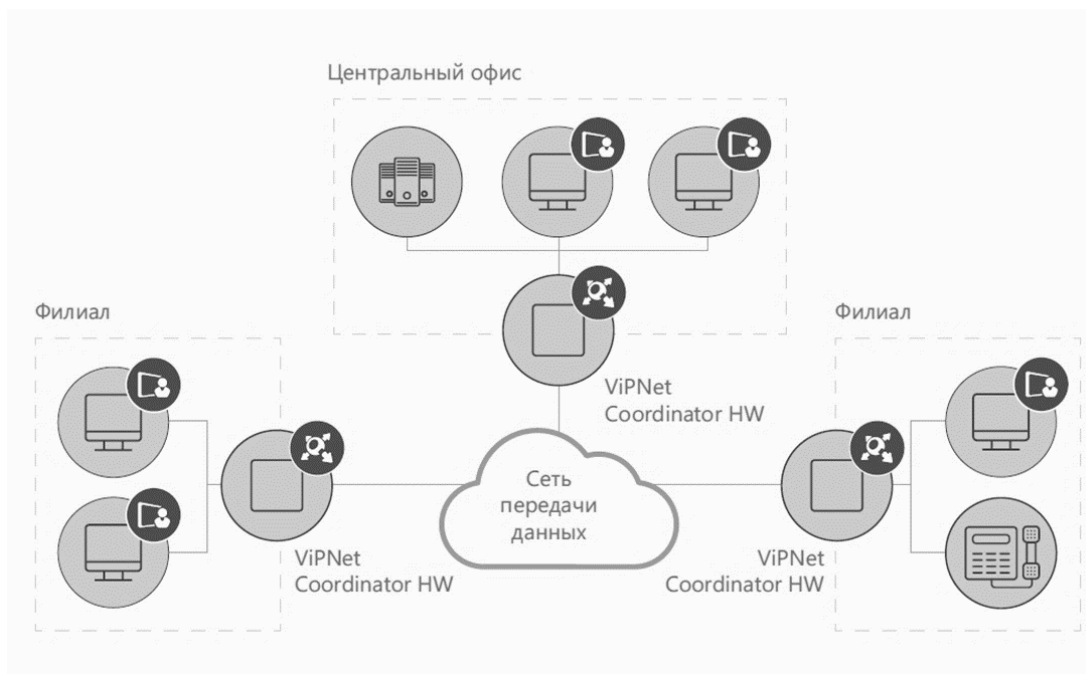 Центральный офис
Филиал
Филиал
ViPNet
Coordinator HW
Сеть
передачи
данных
ViPNet
Coordinator HW
ViPNet
Coordinator HW